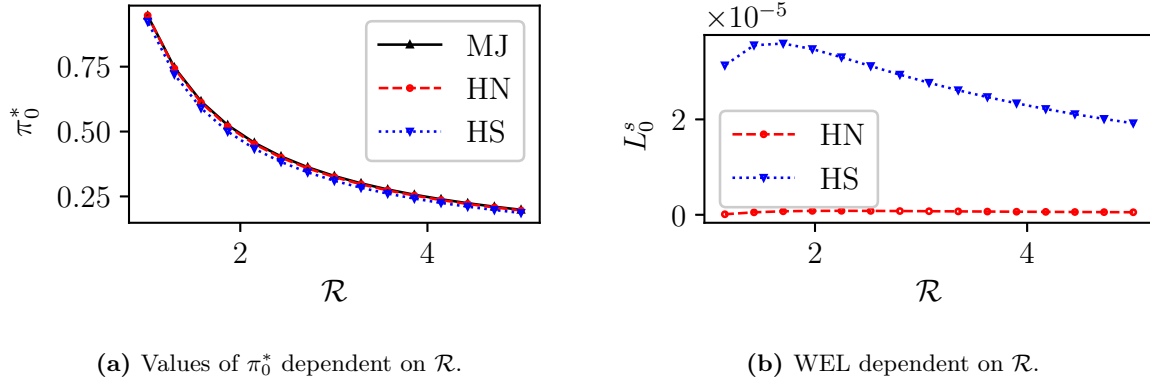 0.75
0.50
0.25
π₀*
2
4
ℛ
MJ
HN
HS
(a) Values of π₀* dependent on ℛ.
×10⁻⁵
2
0
L₀ˢ
2
4
ℛ
HN
HS
(b) WEL dependent on ℛ.